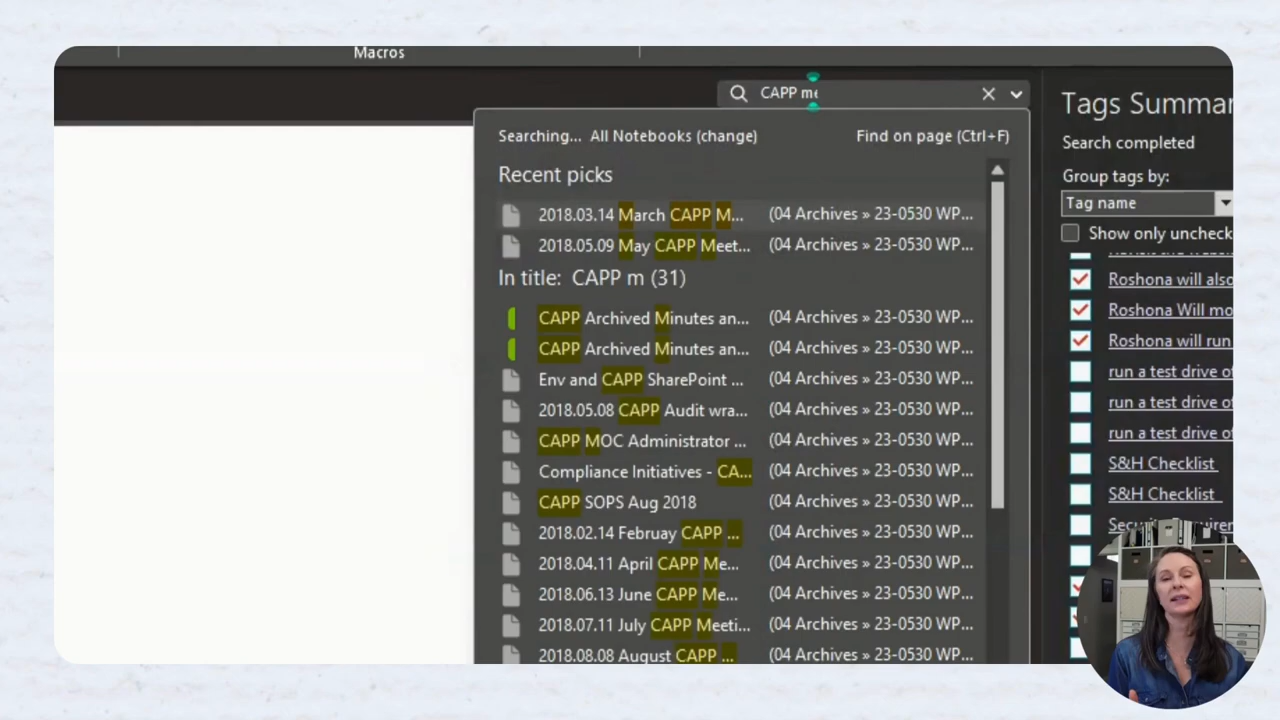 Macros
CAPP me
Searching... All Notebooks (change) Find on page (Ctrl+F)
Recent picks
2018.03.14 March CAPP M... (04 Archives » 23-0530 WP...
2018.05.09 May CAPP Meet... (04 Archives » 23-0530 WP...
In title: CAPP m (31)
CAPP Archived Minutes an... (04 Archives » 23-0530 WP...
CAPP Archived Minutes an... (04 Archives » 23-0530 WP...
Env and CAPP SharePoint ... (04 Archives » 23-0530 WP...
2018.05.08 CAPP Audit wra... (04 Archives » 23-0530 WP...
CAPP MOC Administrator ... (04 Archives » 23-0530 WP...
Compliance Initiatives - CA... (04 Archives » 23-0530 WP...
CAPP SOPS Aug 2018 (04 Archives » 23-0530 WP...
2018.02.14 Februay CAPP ... (04 Archives » 23-0530 WP...
2018.04.11 April CAPP Me... (04 Archives » 23-0530 WP...
2018.06.13 June CAPP Me... (04 Archives » 23-0530 WP...
2018.07.11 July CAPP Meeti... (04 Archives » 23-0530 WP...
2018.08.08 August CAPP ... (04 Archives » 23-0530 WP...
Tags Summar
Search completed
Group tags by:
Tag name
Show only uncheck
Roshona will also
Roshona Will mo
Roshona will run
run a test drive of
run a test drive of
run a test drive of
S&H Checklist
S&H Checklist